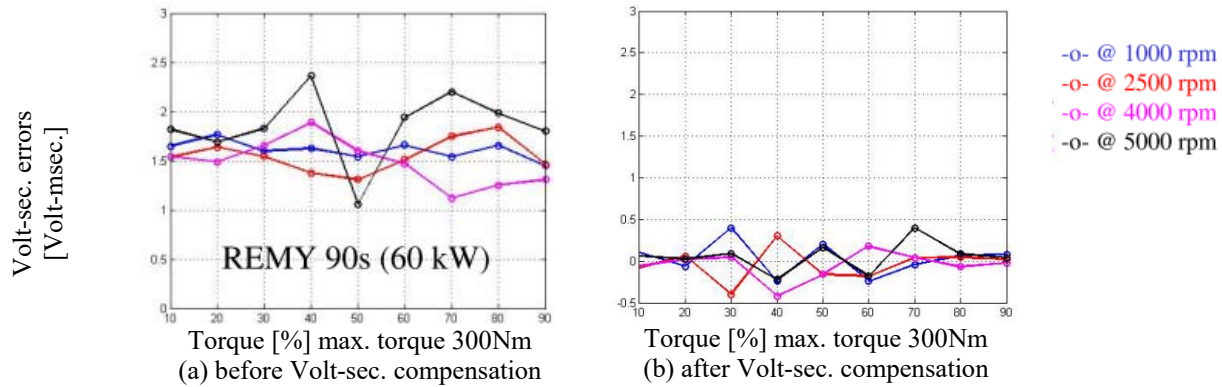 Volt-sec. errors
[Volt-msec.]
3
2.5
2
1.5
1
0.5
0
10 20 30 40 50 60 70 80 90
REMY 90s (60 kW)
Torque [%] max. torque 300Nm
(a) before Volt-sec. compensation
3
2.5
2
1.5
1
0.5
0
-0.5
10 20 30 40 50 60 70 80 90
Torque [%] max. torque 300Nm
(b) after Volt-sec. compensation
-o- @ 1000 rpm
-o- @ 2500 rpm
-o- @ 4000 rpm
-o- @ 5000 rpm